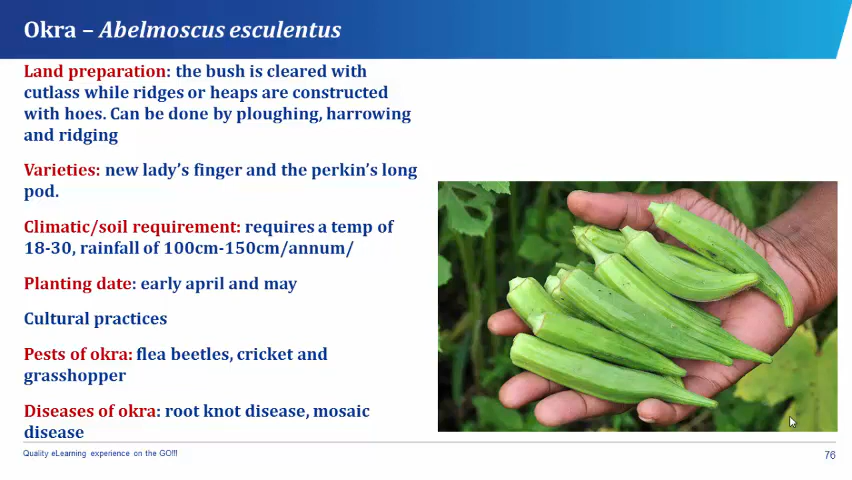 Okra – Abelmoscus esculentus
Land preparation: the bush is cleared with
cutlass while ridges or heaps are constructed
with hoes. Can be done by ploughing, harrowing
and ridging
Varieties: new lady’s finger and the perkin’s long
pod.
Climatic/soil requirement: requires a temp of
18-30, rainfall of 100cm-150cm/annum/
Planting date: early april and may
Cultural practices
Pests of okra: flea beetles, cricket and
grasshopper
Diseases of okra: root knot disease, mosaic
disease
Quality eLearning experience on the GO!!!
76